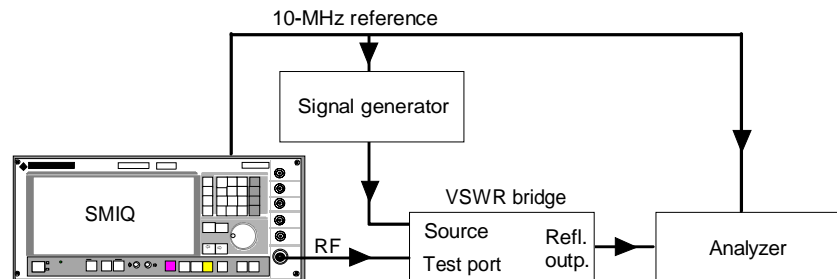 10-MHz reference
Signal generator
SMIQ
VSWR bridge
RF
Source
Test port
Refl.
outp.
Analyzer